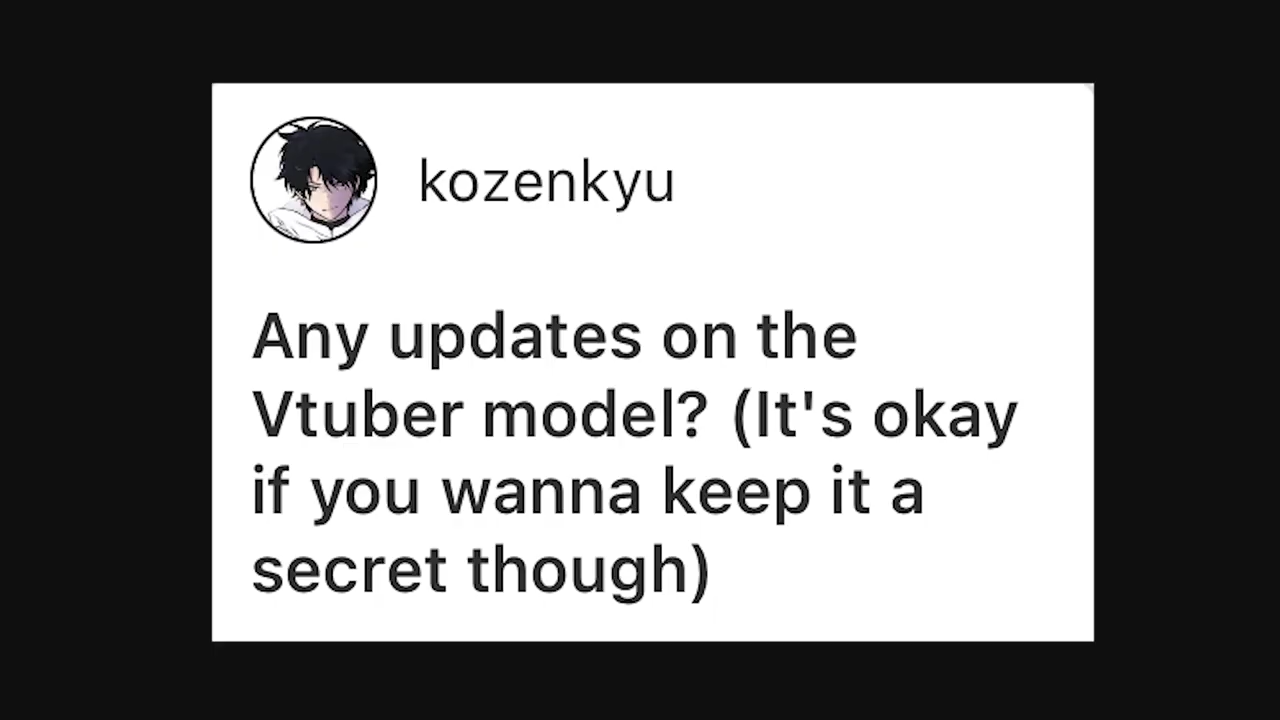 kozenkyu
Any updates on the
Vtuber model? (It's okay
if you wanna keep it a
secret though)